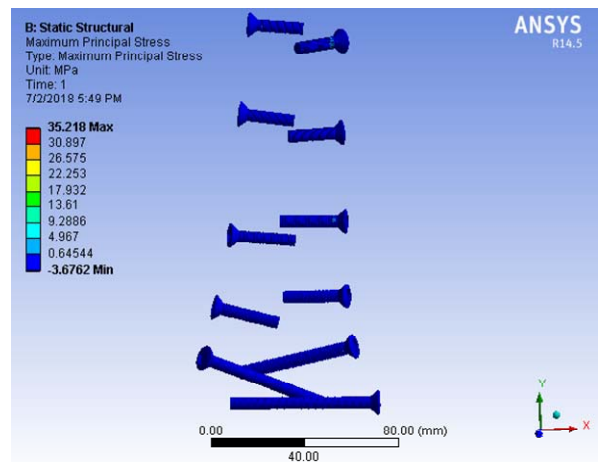 B: Static Structural
Maximum Principal Stress
Type: Maximum Principal Stress
Unit: MPa
Time: 1
7/2/2018 5:49 PM
35.218 Max
30.897
26.575
22.253
17.932
13.61
9.2886
4.967
0.64544
-3.6762 Min
ANSYS
R14.5
0.00
80.00 (mm)
40.00
Y
X